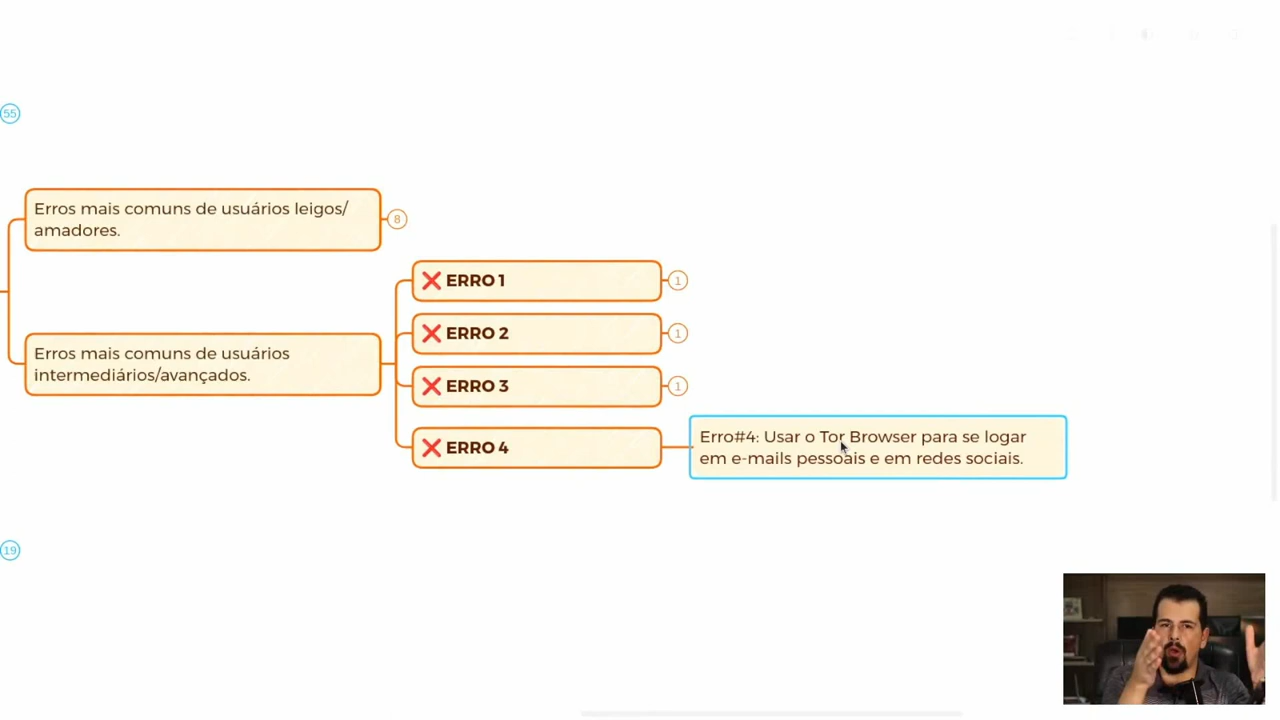 55
Erros mais comuns de usuários leigos/
amadores.
8
ERRO 1
1
ERRO 2
1
Erros mais comuns de usuários
intermediários/avançados.
ERRO 3
1
ERRO 4
Erro#4: Usar o Tor Browser para se logar
em e-mails pessoais e em redes sociais.
19